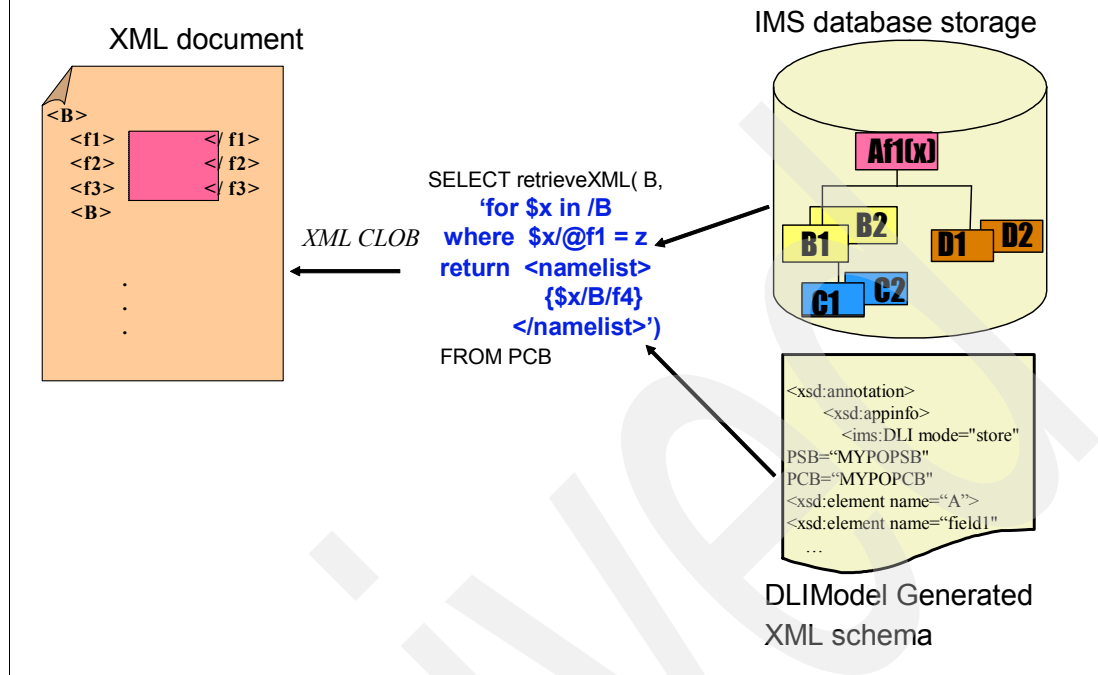 XML document
<B>
<f1> </ f1>
<f2> </ f2>
<f3> </ f3>
<B>
.
.
.
XML CLOB
SELECT retrieveXML( B,
‘for $x in /B
where $x/@f1 = z
return <namelist>
{$x/B/f4}
</namelist>’)
FROM PCB
IMS database storage
Af1(x)
B1 B2
D1 D2
C1 C2
<xsd:annotation>
<xsd:appinfo>
<ims:DLI mode="store"
PSB=“MYPOPSB"
PCB=“MYPOPCB"
<xsd:element name=“A”>
<xsd:element name=“field1"
…
DLIModel Generated
XML schema